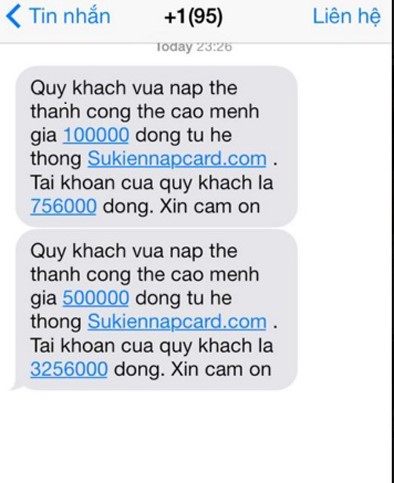 Tin nhắn +1(95) Liên hệ
Today 23:26
Quy khach vua nap the
thanh cong the cao menh
gia 100000 dong tu he
thong Sukiennapcard.com .
Tai khoan cua quy khach la
756000 dong. Xin cam on
Quy khach vua nap the
thanh cong the cao menh
gia 500000 dong tu he
thong Sukiennapcard.com .
Tai khoan cua quy khach la
3256000 dong. Xin cam on